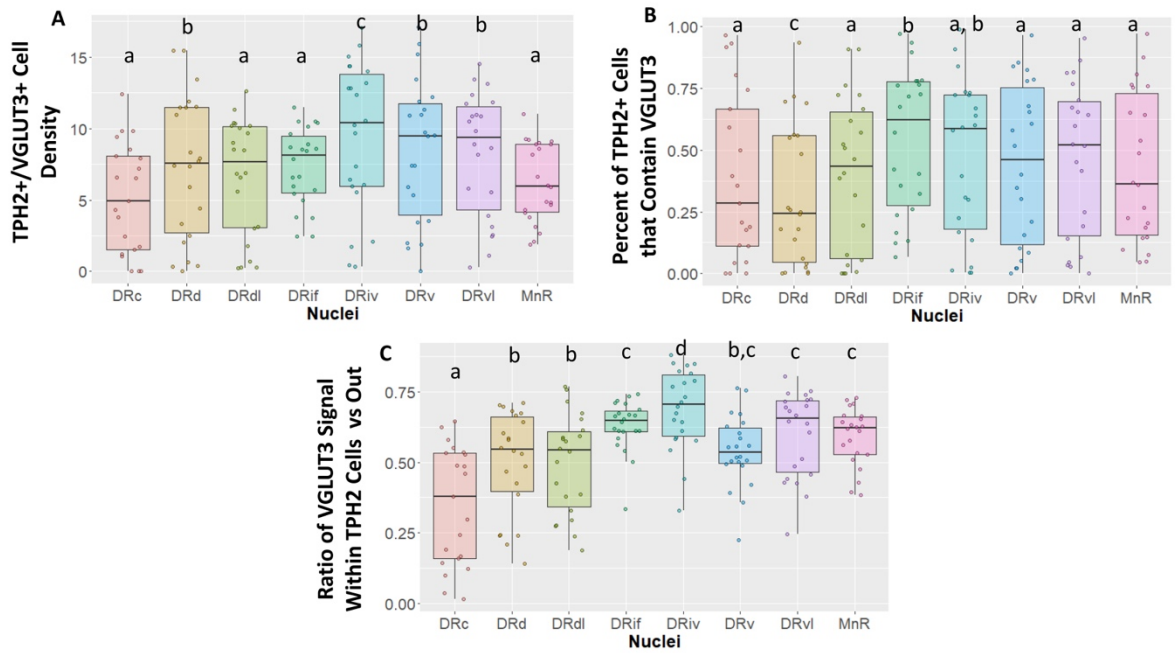 A
a b a a c b b a
TPH2+/VGLUT3+ Cell
Density
15
10
5
0
DRc DRd DRdl DRif DRiv DRv DRvl MnR
Nuclei
B
a c a b a, b a a a
Percent of TPH2+ Cells
that Contain VGLUT3
1.00
0.75
0.50
0.25
0.00
DRc DRd DRdl DRif DRiv DRv DRvl MnR
Nuclei
C
a b b c d b,c c c
Ratio of VGLUT3 Signal
Within TPH2 Cells vs Out
0.75
0.50
0.25
0.00
DRc DRd DRdl DRif DRiv DRv DRvl MnR
Nuclei